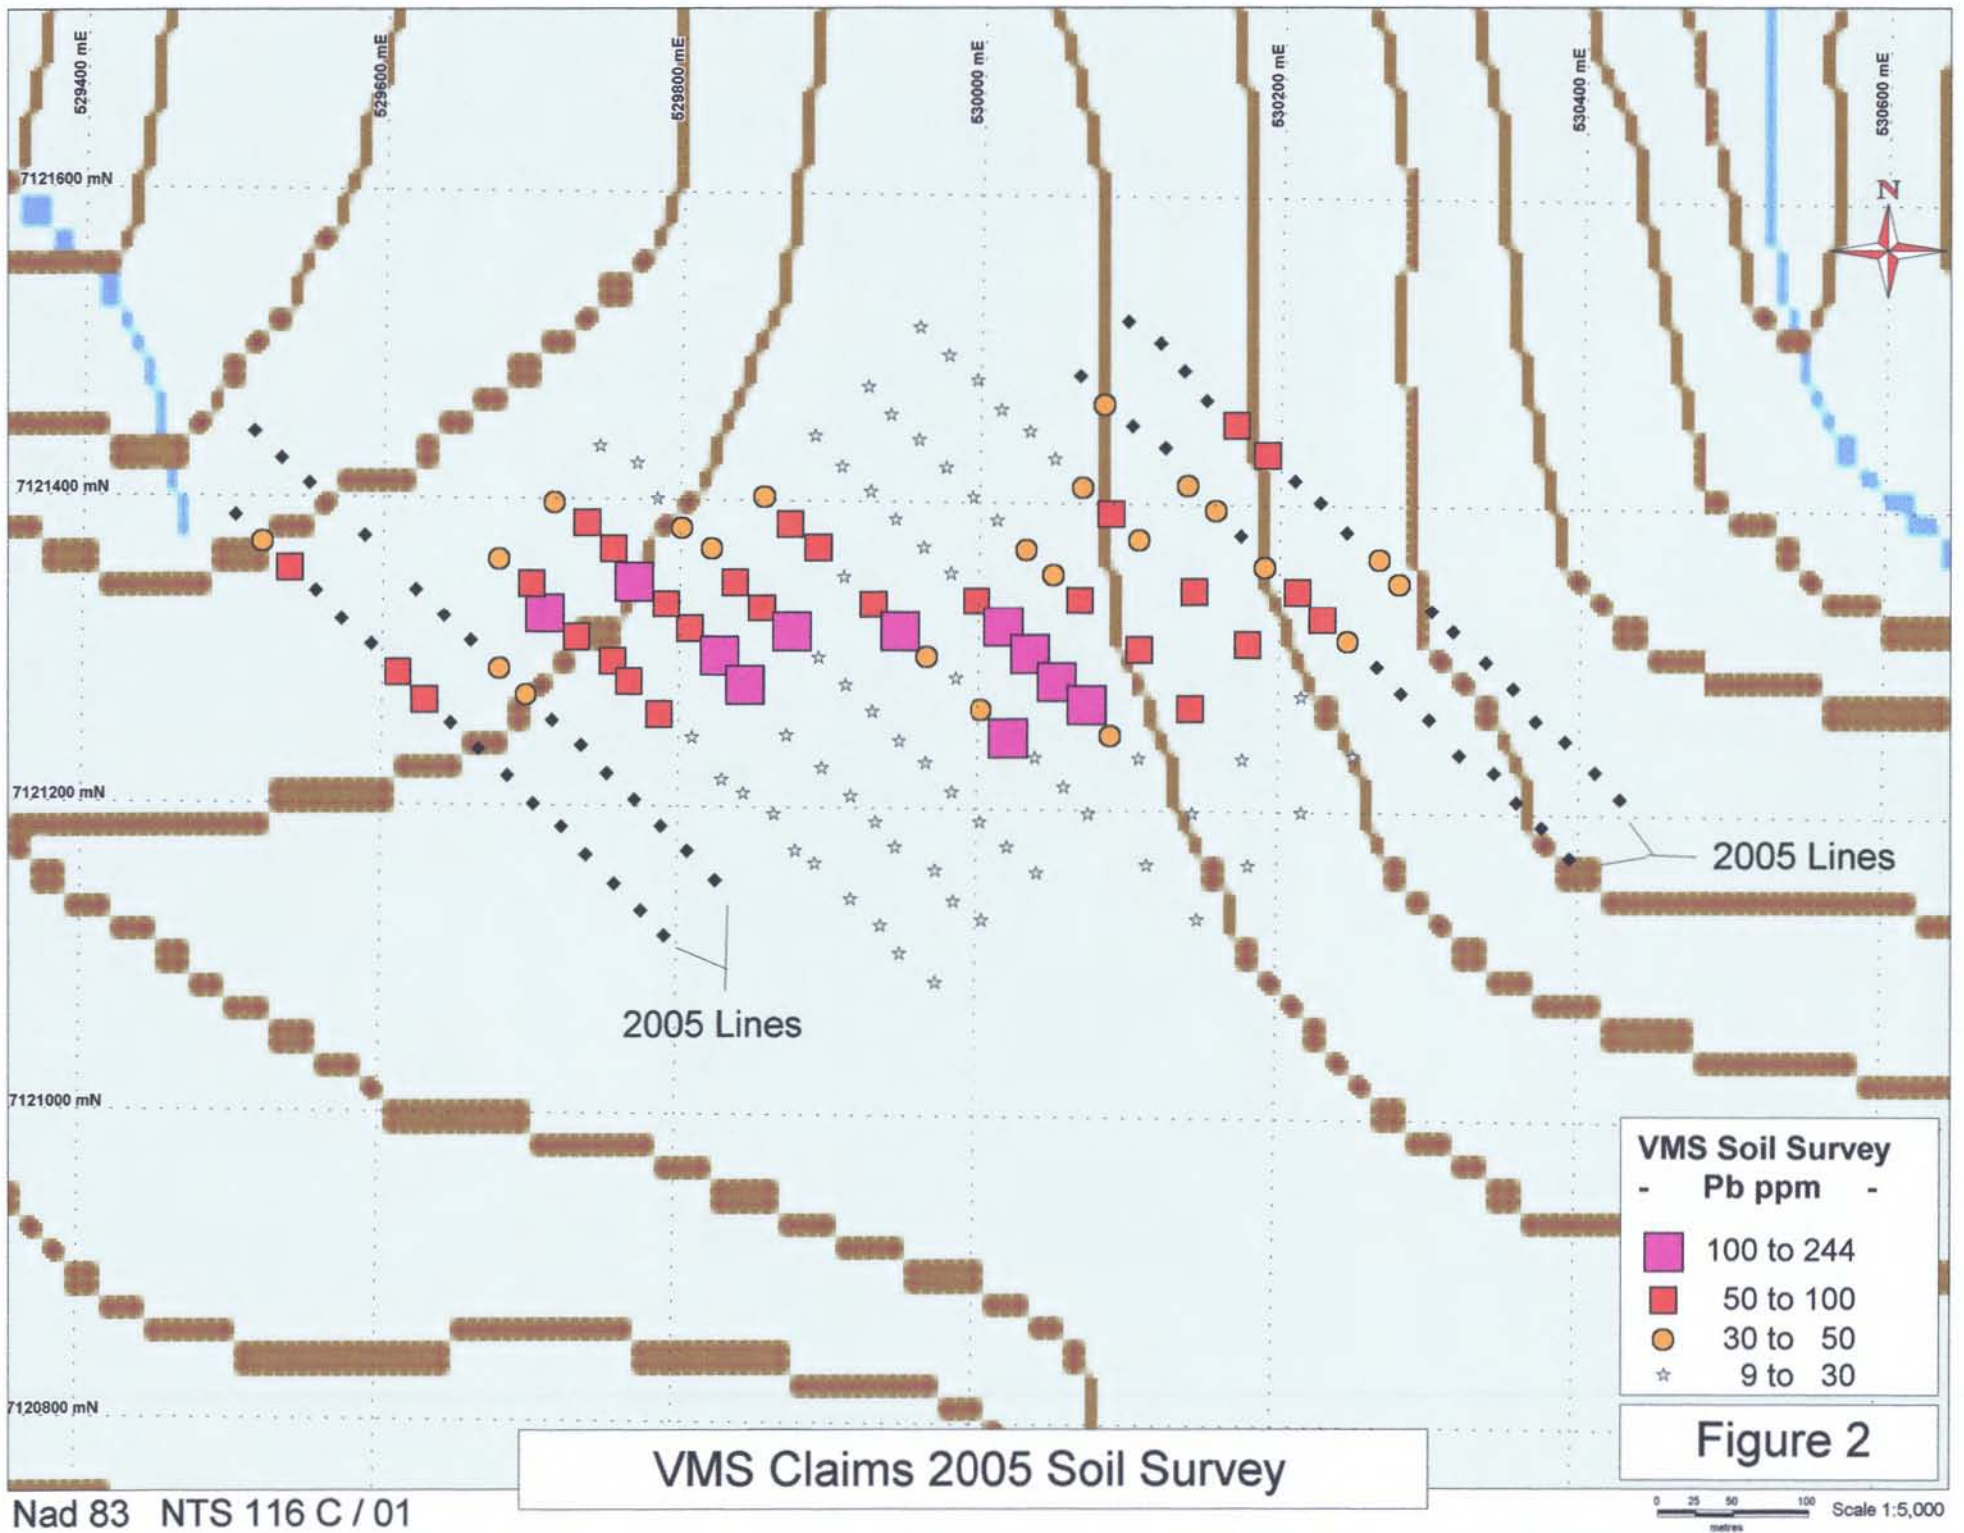 529400 mE
529600 mE
529800 mE
530000 mE
530200 mE
530400 mE
530600 mE
7121600 mN
N
7121400 mN
7121200 mN
2005 Lines
2005 Lines
7121000 mN
VMS Soil Survey
- Pb ppm -
100 to 244
50 to 100
30 to 50
9 to 30
7120800 mN
Figure 2
VMS Claims 2005 Soil Survey
Nad 83 NTS 116 C / 01
0 25 50 100
metres
Scale 1:5,000